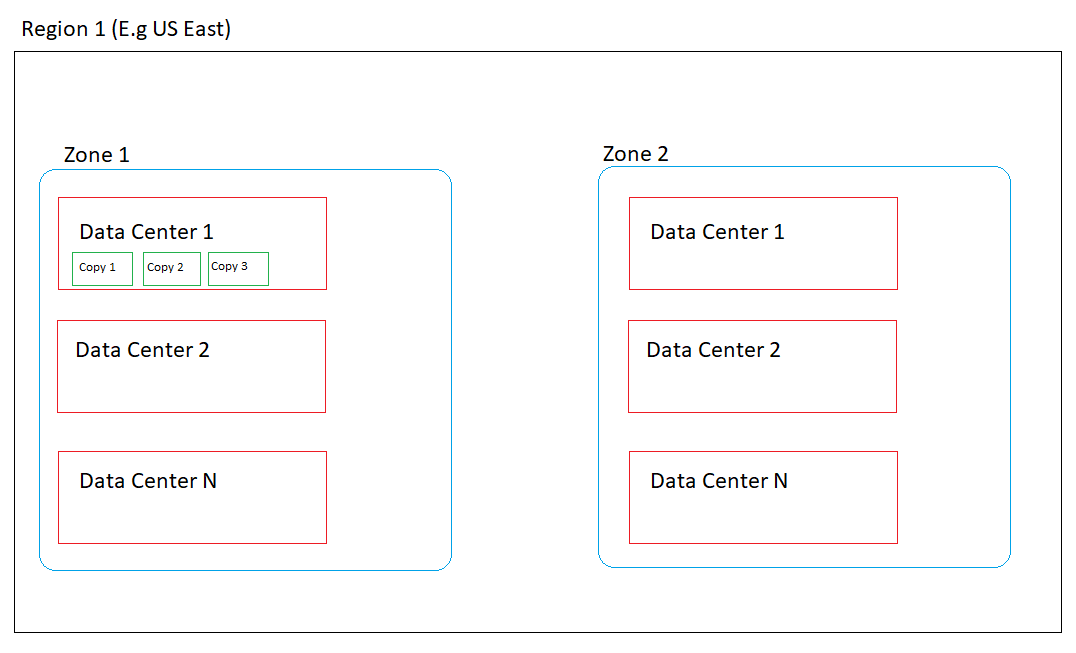 Region 1 (E.g US East)
Zone 1
Data Center 1
Copy 1
Copy 2
Copy 3
Data Center 2
Data Center N
Zone 2
Data Center 1
Data Center 2
Data Center N